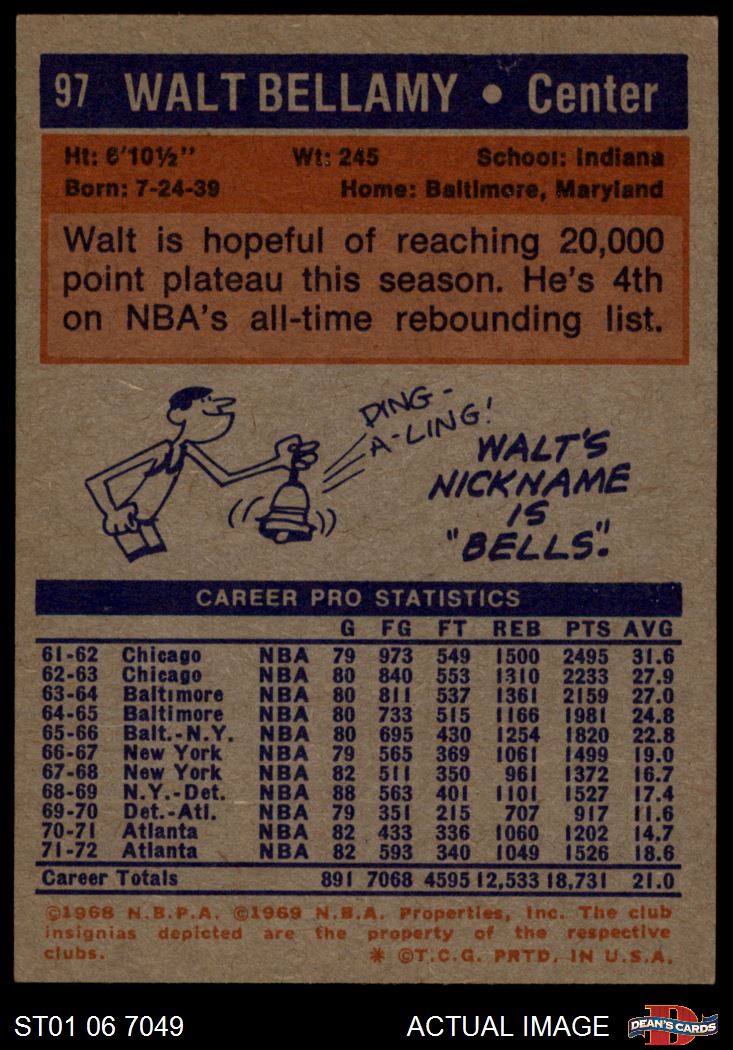 97 WALT BELLAMY • Center
Ht: 6'10½" Wt: 245 School: Indiana
Born: 7-24-39 Home: Baltimore, Maryland
Walt is hopeful of reaching 20,000
point plateau this season. He's 4th
on NBA's all-time rebounding list.
DING-
A-LING!
WALT'S
NICKNAME
IS
"BELLS".
CAREER PRO STATISTICS
G FG FT REB PTS AVG
61-62 Chicago NBA 79 973 549 1500 2495 31.6
62-63 Chicago NBA 80 840 553 1310 2233 27.9
63-64 Baltimore NBA 80 811 537 1361 2159 27.0
64-65 Baltimore NBA 80 733 515 1166 1981 24.8
65-66 Balt.-N.Y. NBA 80 695 430 1254 1820 22.8
66-67 New York NBA 79 565 369 1061 1499 19.0
67-68 New York NBA 82 511 350 961 1372 16.7
68-69 N.Y.-Det. NBA 88 563 401 1101 1527 17.4
69-70 Det.-Atl. NBA 79 351 215 707 917 11.6
70-71 Atlanta NBA 82 433 336 1060 1202 14.7
71-72 Atlanta NBA 82 593 340 1049 1526 18.6
Career Totals 891 7068 4595 12,533 18,731 21.0
©1968 N.B.P.A. ©1969 N.B.A. Properties, Inc. The club
insignias depicted are the property of the respective
clubs. * ©T.C.G. PRTD. IN U.S.A.
ST01 06 7049 ACTUAL IMAGE D DEAN'S CARDS